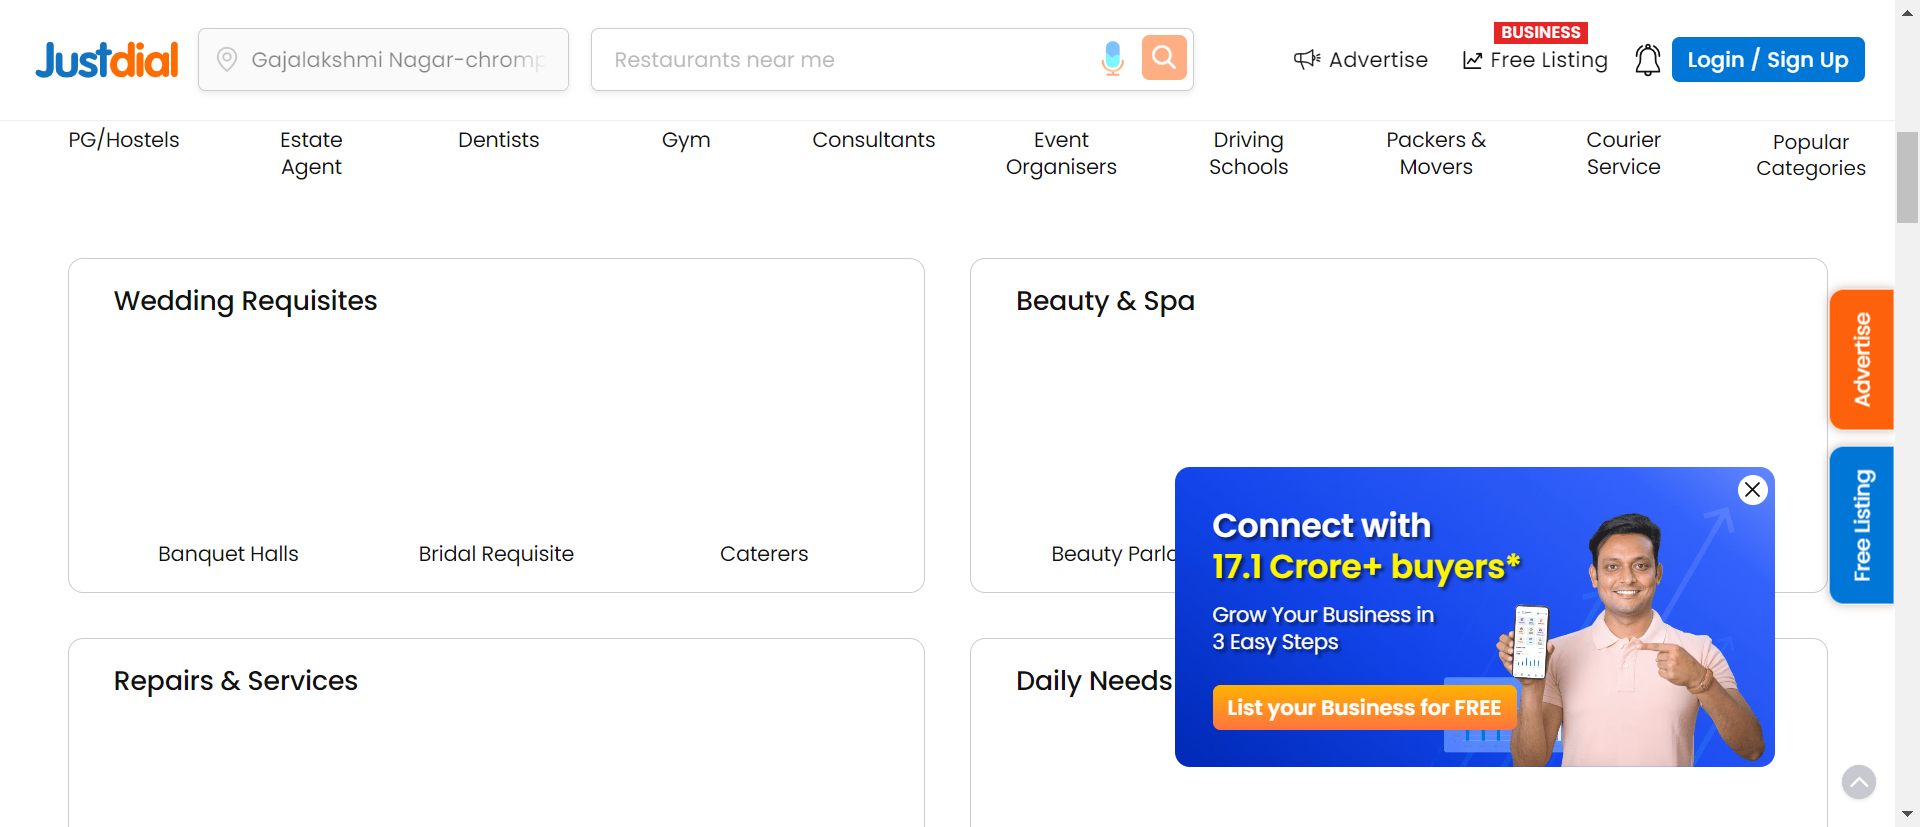 Justdial
Gajalakshmi Nagar-chromp
Restaurants near me
Advertise
BUSINESS
Free Listing
Login / Sign Up
PG/Hostels
Estate
Agent
Dentists
Gym
Consultants
Event
Organisers
Driving
Schools
Packers &
Movers
Courier
Service
Popular
Categories
Wedding Requisites
Banquet Halls
Bridal Requisite
Caterers
Beauty & Spa
Beauty Parlo
Advertise
Free Listing
Connect with
17.1 Crore+ buyers*
Grow Your Business in
3 Easy Steps
List your Business for FREE
Repairs & Services
Daily Needs